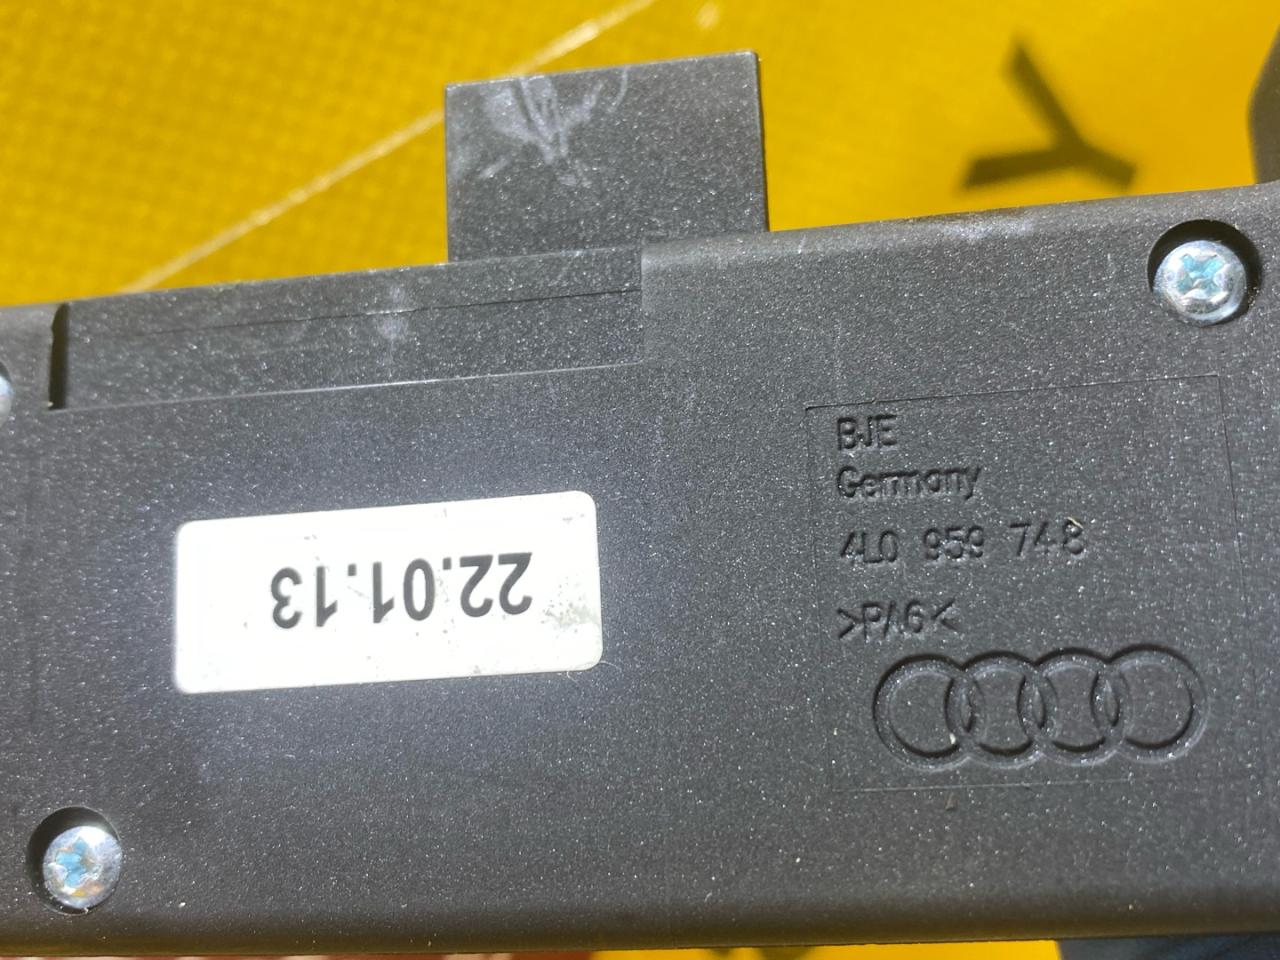 BJE
Germany
4L0 959 748
>PA6<
22.01.13
Y